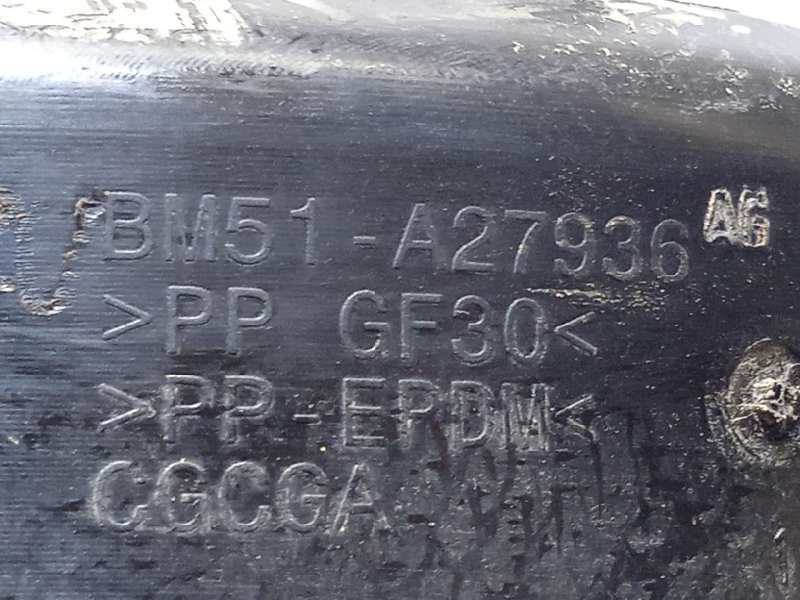 BM51-A27936 AG
>PP GF30<
>PP-EPDM<
CGCGA